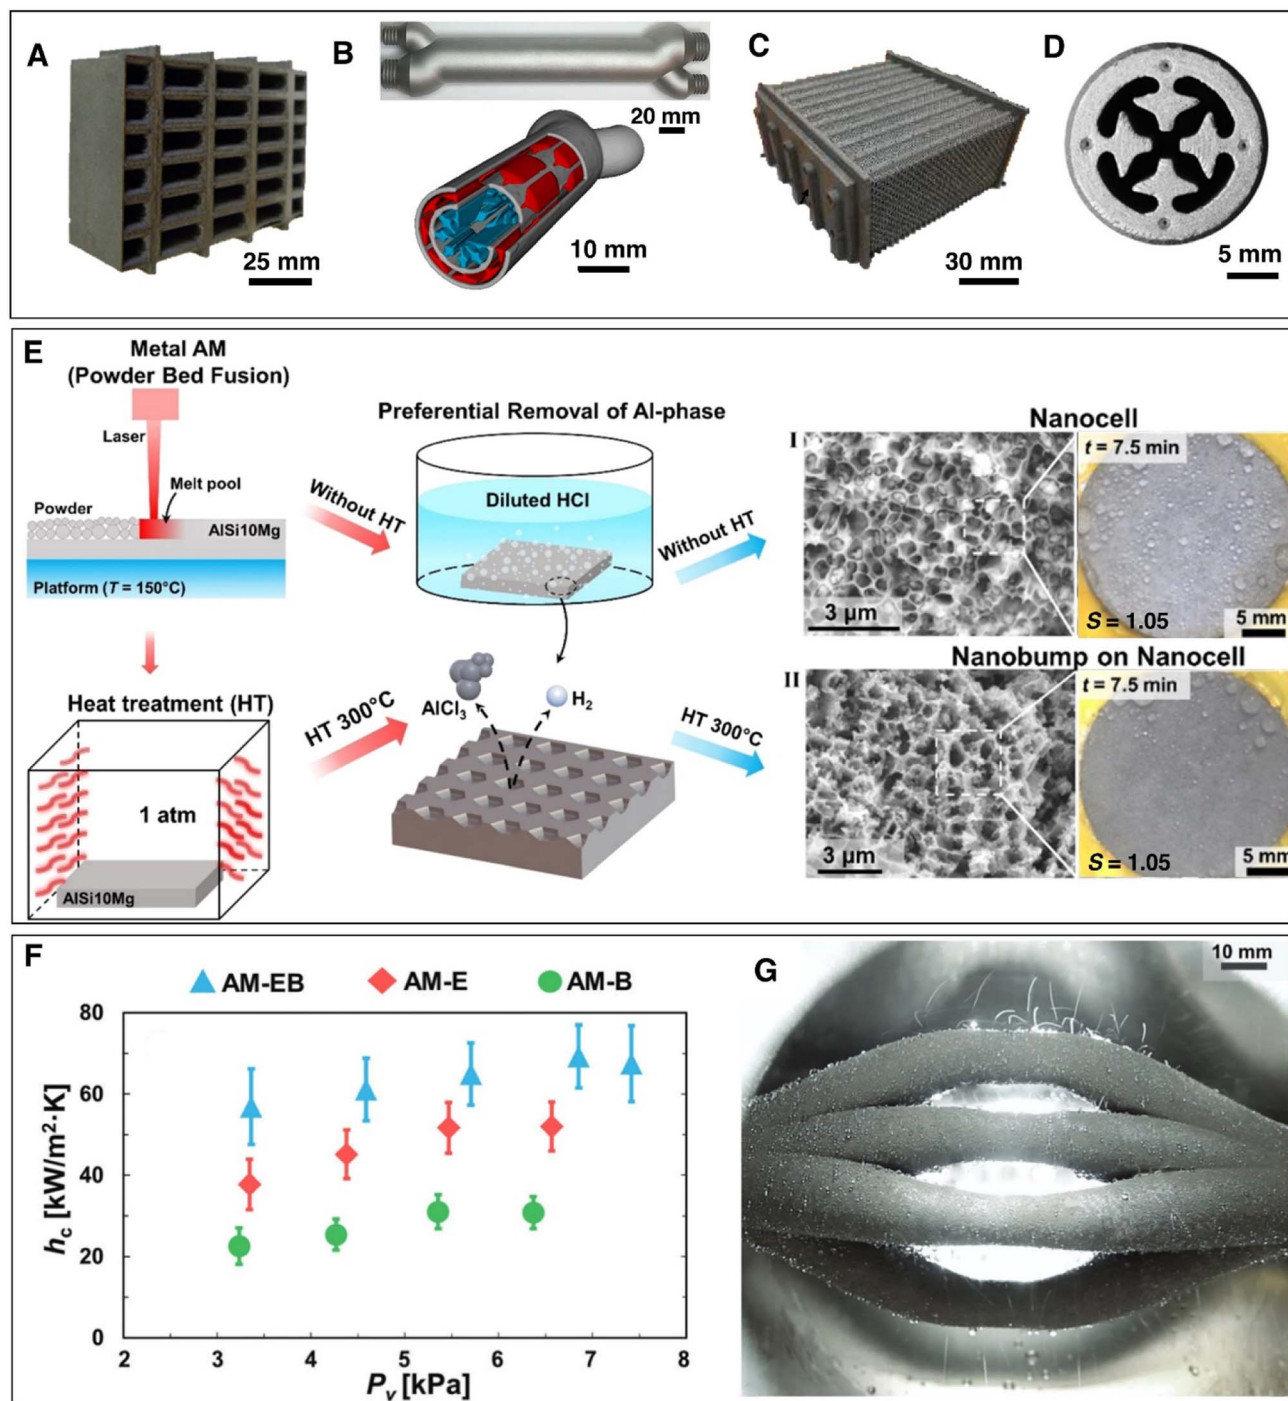 A
25 mm
B
20 mm
10 mm
C
30 mm
D
5 mm
E
Metal AM
(Powder Bed Fusion)
Laser
Melt pool
Powder
AlSi10Mg
Platform (T = 150°C)
Without HT
Preferential Removal of Al-phase
Diluted HCl
Without HT
Nanocell
I
3 µm
t = 7.5 min
S = 1.05
5 mm
Heat treatment (HT)
1 atm
AlSi10Mg
HT 300°C
AlCl₃
H₂
HT 300°C
Nanobump on Nanocell
II
3 µm
t = 7.5 min
S = 1.05
5 mm
F
AM-EB
AM-E
AM-B
h_c [kW/m²·K]
80
60
40
20
0
2
3
4
5
6
7
8
P_v [kPa]
G
10 mm